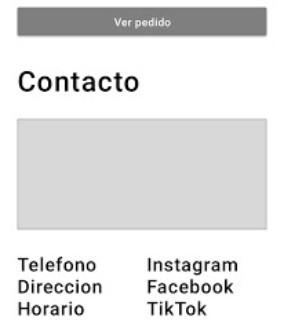 Ver pedido
Contacto
Telefono
Direccion
Horario
Instagram
Facebook
TikTok